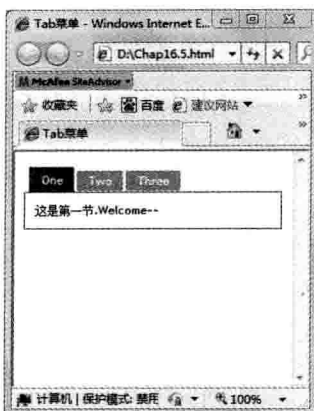 Tab菜单 - Windows Internet E...
D:\Chap16.5.html
McAfee SiteAdvisor
收藏夹 百度 建议网站
Tab菜单
One Two Three
这是第一节.Welcome--
计算机 | 保护模式: 禁用 100%